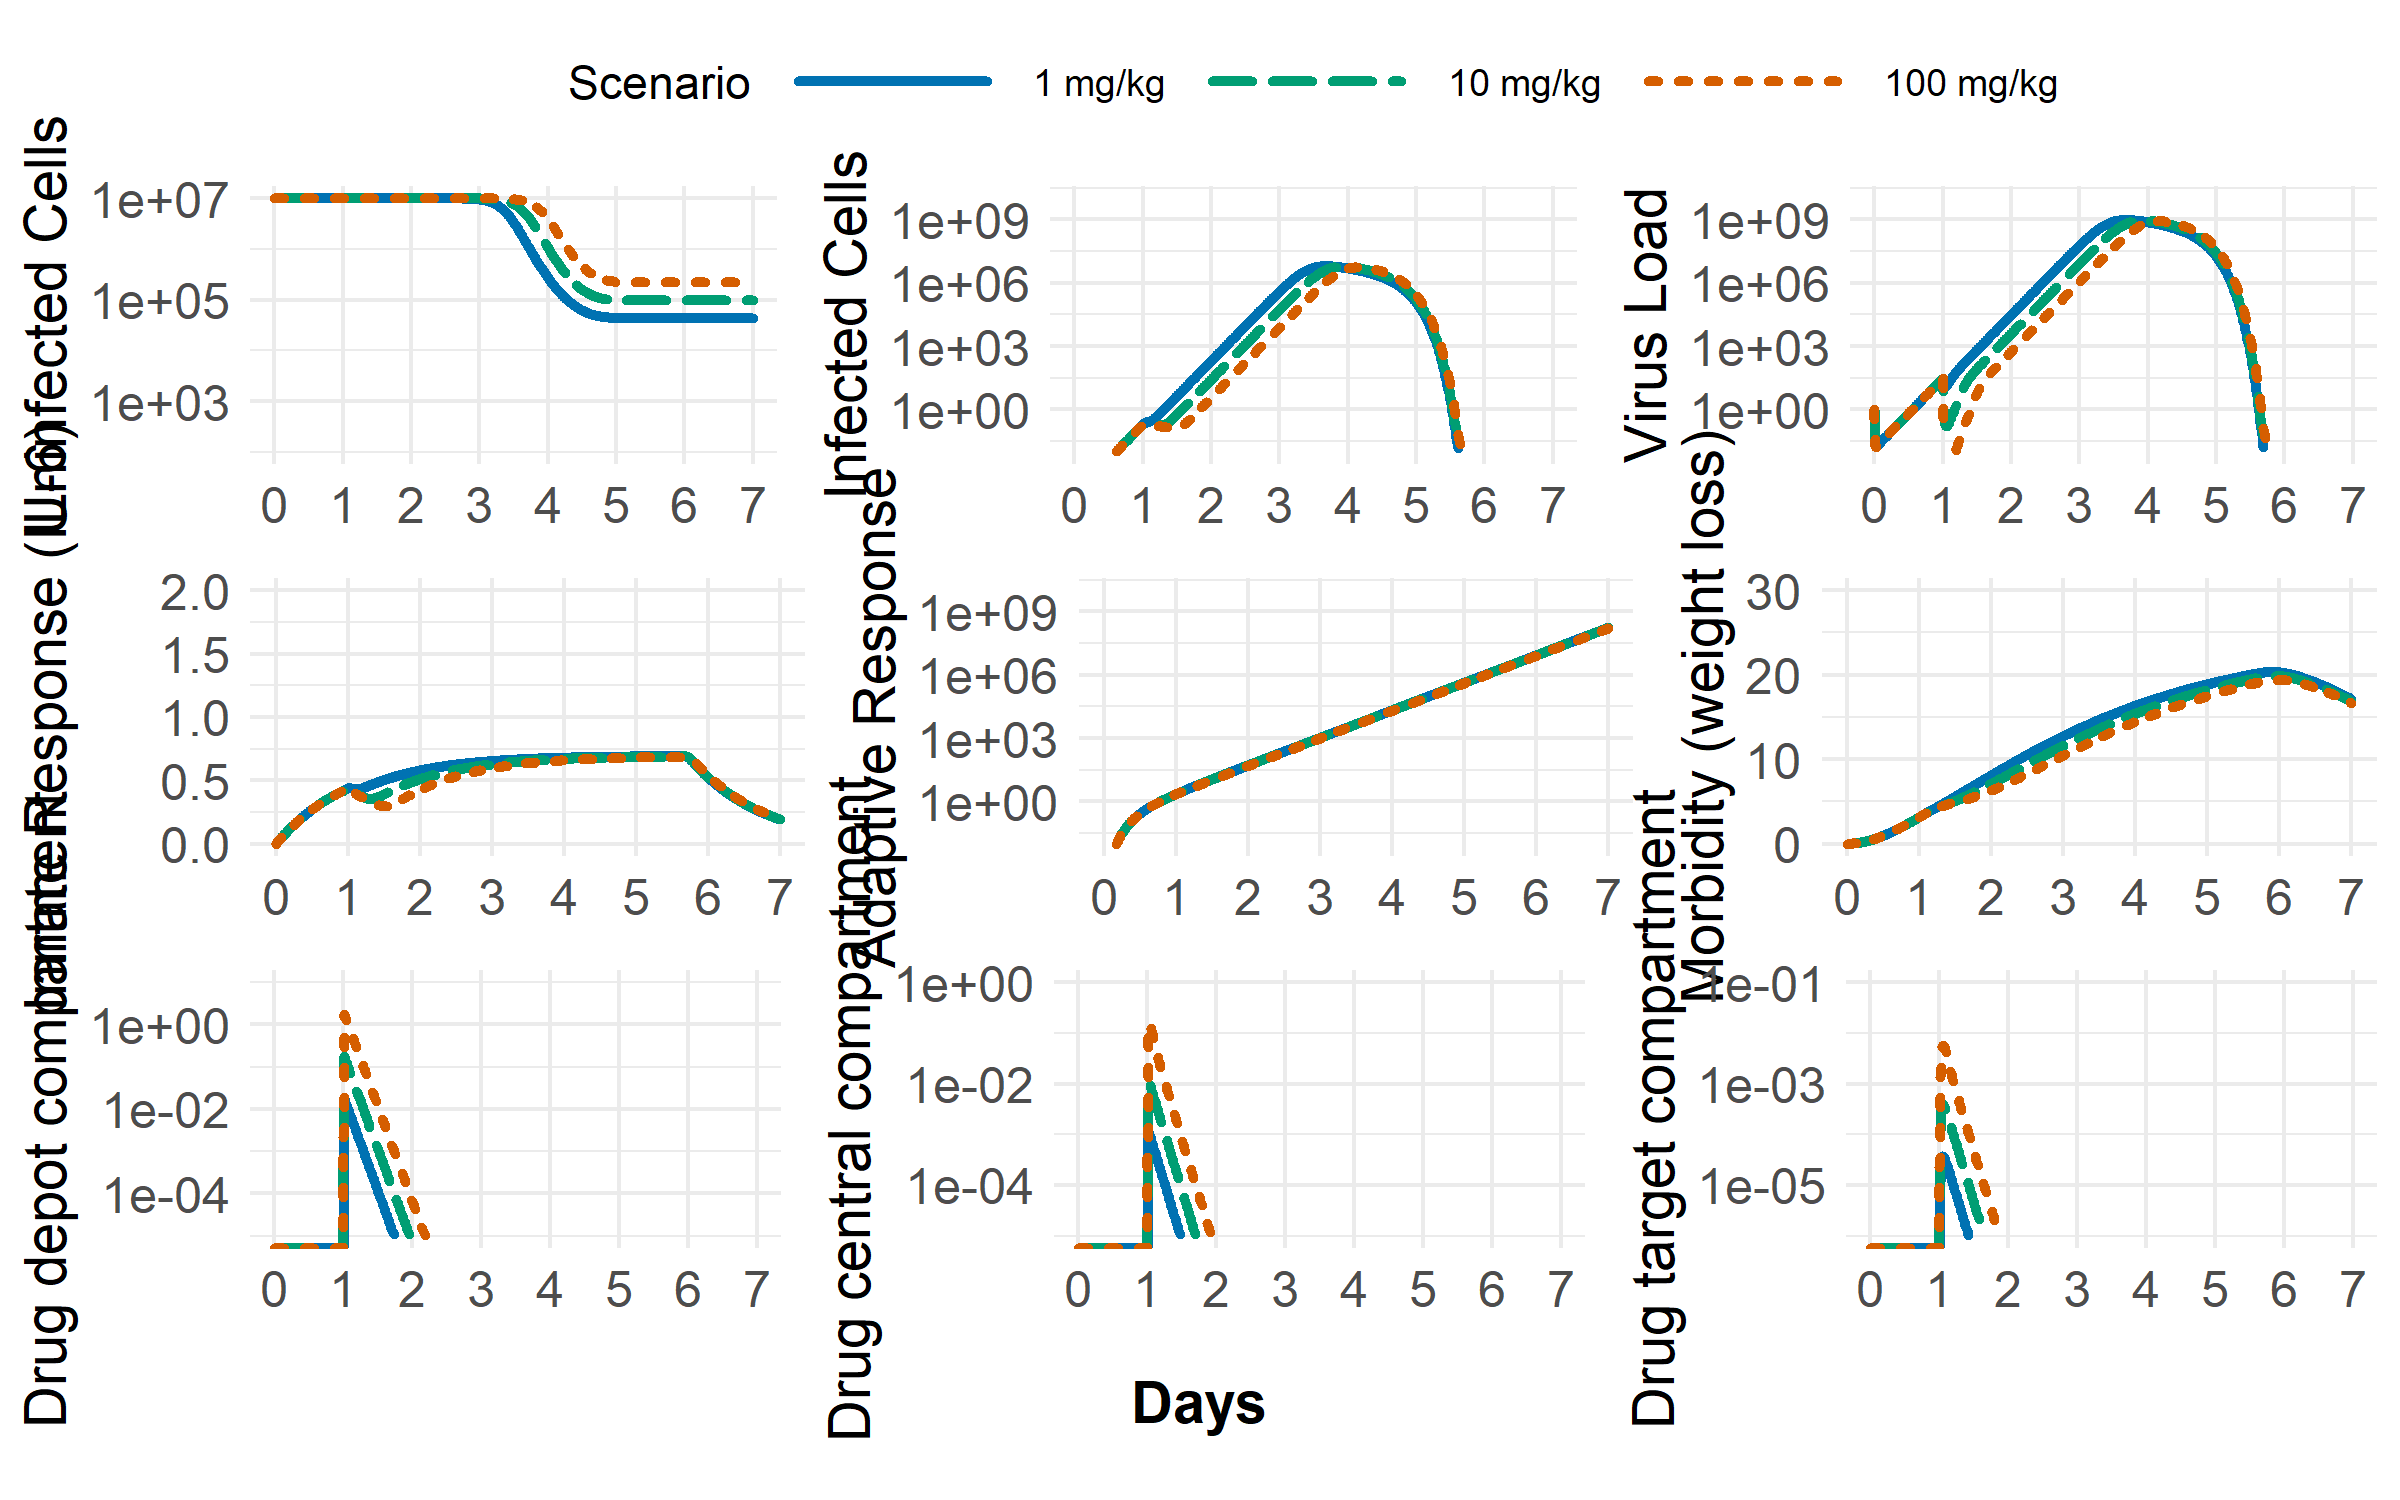 Scenario 1 mg/kg 10 mg/kg 100 mg/kg
Uninfected Cells
1e+07
1e+05
1e+03
0 1 2 3 4 5 6 7
Infected Cells
1e+09
1e+06
1e+03
1e+00
0 1 2 3 4 5 6 7
Virus Load
1e+09
1e+06
1e+03
1e+00
0 1 2 3 4 5 6 7
Innate Response (IL-6)
2.0
1.5
1.0
0.5
0.0
0 1 2 3 4 5 6 7
Adaptive Response
1e+09
1e+06
1e+03
1e+00
0 1 2 3 4 5 6 7
Morbidity (weight loss)
30
20
10
0
0 1 2 3 4 5 6 7
Drug depot compartment
1e+00
1e-02
1e-04
0 1 2 3 4 5 6 7
Drug central compartment
1e+00
1e-02
1e-04
0 1 2 3 4 5 6 7
Drug target compartment
1e-01
1e-03
1e-05
0 1 2 3 4 5 6 7
Days